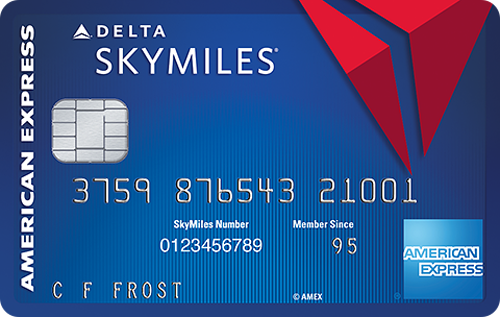 AMERICAN EXPRESS
DELTA
SKYMILES®
3759 876543 21001
SkyMiles Number Member Since
0123456789 95
AMERICAN
EXPRESS
C F FROST
© AMEX